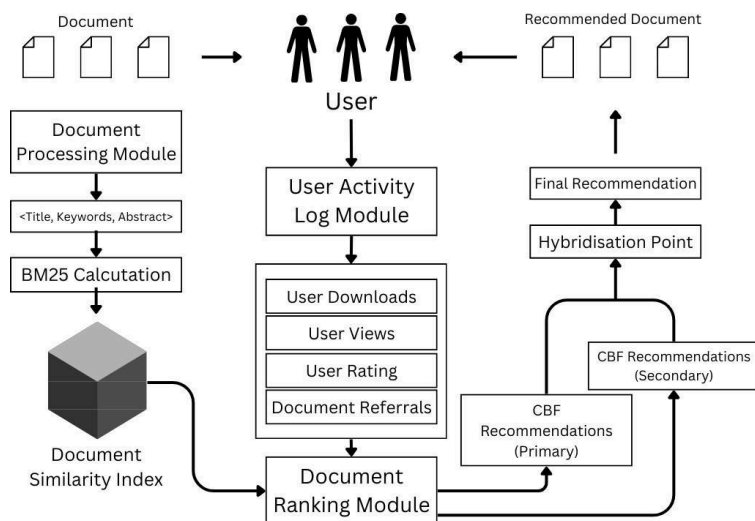 Document
Document
Processing Module
<Title, Keywords, Abstract>
BM25 Calcutation
Document
Similarity Index
User
User Activity
Log Module
User Downloads
User Views
User Rating
Document Referrals
Document
Ranking Module
Recommended Document
Final Recommendation
Hybridisation Point
CBF Recommendations
(Secondary)
CBF
Recommendations
(Primary)